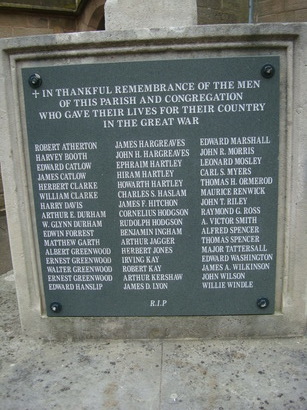 + IN THANKFUL REMEMBRANCE OF THE MEN
OF THIS PARISH AND CONGREGATION
WHO GAVE THEIR LIVES FOR THEIR COUNTRY
IN THE GREAT WAR
ROBERT ATHERTON
HARVEY BOOTH
EDWARD CATLOW
JAMES CATLOW
HERBERT CLARKE
WILLIAM CLARKE
HARRY DAVIS
ARTHUR E. DURHAM
W. GLYNN DURHAM
EDWIN FORREST
MATTHEW GARTH
ALBERT GREENWOOD
ERNEST GREENWOOD
WALTER GREENWOOD
ERNEST GREENWOOD
EDWARD HANSLIP
JAMES HARGREAVES
JOHN H. HARGREAVES
EPHRAIM HARTLEY
HIRAM HARTLEY
HOWARTH HARTLEY
CHARLES S. HASLAM
JAMES F. HITCHON
CORNELIUS HODGSON
RUDOLPH HODGSON
BENJAMIN INGHAM
ARTHUR JAGGER
HERBERT JONES
IRVING KAY
ROBERT KAY
ARTHUR KERSHAW
JAMES D. LYON
EDWARD MARSHALL
JOHN R. MORRIS
LEONARD MOSLEY
CARL S. MYERS
THOMAS H. ORMEROD
MAURICE RENWICK
JOHN T. RILEY
RAYMOND G. ROSS
A. VICTOR SMITH
ALFRED SPENCER
THOMAS SPENCER
MAJOR TATTERSALL
EDWARD WASHINGTON
JAMES A. WILKINSON
JOHN WILSON
WILLIE WINDLE
R.I.P